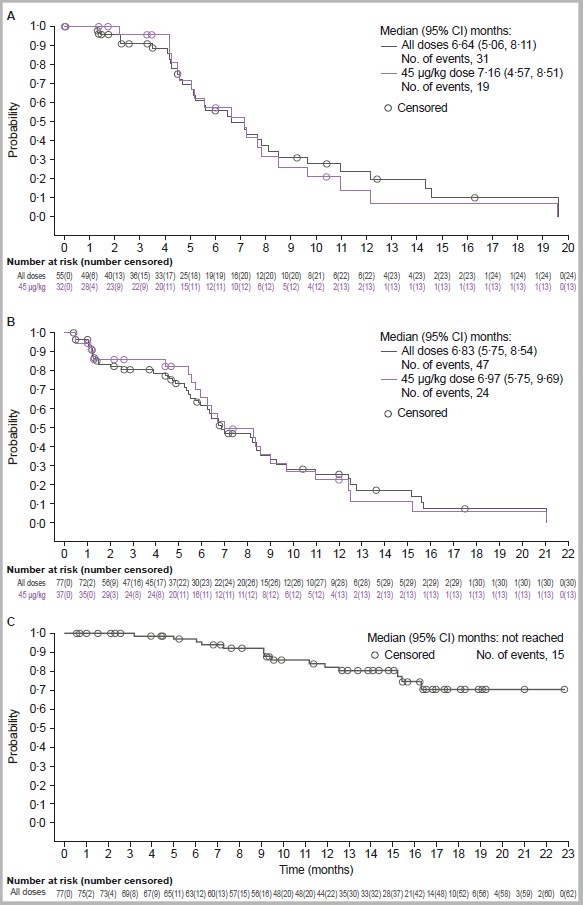 A
Median (95% CI) months:
All doses 6·64 (5·06, 8·11)
No. of events, 31
45 µg/kg dose 7·16 (4·57, 8·51)
No. of events, 19
Censored
Probability
1·0
0·9
0·8
0·7
0·6
0·5
0·4
0·3
0·2
0·1
0·0
0 1 2 3 4 5 6 7 8 9 10 11 12 13 14 15 16 17 18 19 20
Number at risk (number censored)
All doses 55(0) 49(6) 40(13) 36(15) 33(17) 25(18) 19(19) 16(20) 12(20) 10(20) 8(21) 6(22) 6(22) 4(23) 4(23) 2(23) 2(23) 1(24) 1(24) 1(24) 0(24)
45 µg/kg 32(0) 28(4) 23(9) 22(9) 20(11) 15(11) 12(11) 10(12) 6(12) 5(12) 4(12) 2(13) 2(13) 1(13) 1(13) 1(13) 1(13) 1(13) 1(13) 1(13) 0(13)
B
Median (95% CI) months:
All doses 6·83 (5·75, 8·54)
No. of events, 47
45 µg/kg dose 6·97 (5·75, 9·69)
No. of events, 24
Censored
Probability
1·0
0·9
0·8
0·7
0·6
0·5
0·4
0·3
0·2
0·1
0·0
0 1 2 3 4 5 6 7 8 9 10 11 12 13 14 15 16 17 18 19 20 21 22
Number at risk (number censored)
All doses 77(0) 72(2) 56(9) 47(16) 45(17) 37(22) 30(23) 22(24) 20(26) 15(26) 12(26) 10(27) 9(28) 6(28) 5(29) 5(29) 2(29) 2(29) 1(30) 1(30) 1(30) 1(30) 0(30)
45 µg/kg 37(0) 35(0) 29(3) 24(8) 24(8) 20(11) 16(11) 12(11) 11(12) 8(12) 6(12) 5(12) 4(13) 2(13) 2(13) 2(13) 1(13) 1(13) 1(13) 1(13) 1(13) 1(13) 0(13)
C
Median (95% CI) months: not reached
Censored No. of events, 15
Probability
1·0
0·9
0·8
0·7
0·6
0·5
0·4
0·3
0·2
0·1
0·0
0 1 2 3 4 5 6 7 8 9 10 11 12 13 14 15 16 17 18 19 20 21 22 23
Time (months)
Number at risk (number censored)
All doses 77(0) 75(2) 73(4) 69(8) 67(9) 65(11) 63(12) 60(13) 57(15) 56(16) 48(20) 48(20) 44(22) 35(30) 33(32) 28(37) 21(42) 14(48) 10(52) 6(56) 4(58) 3(59) 2(60) 0(62)